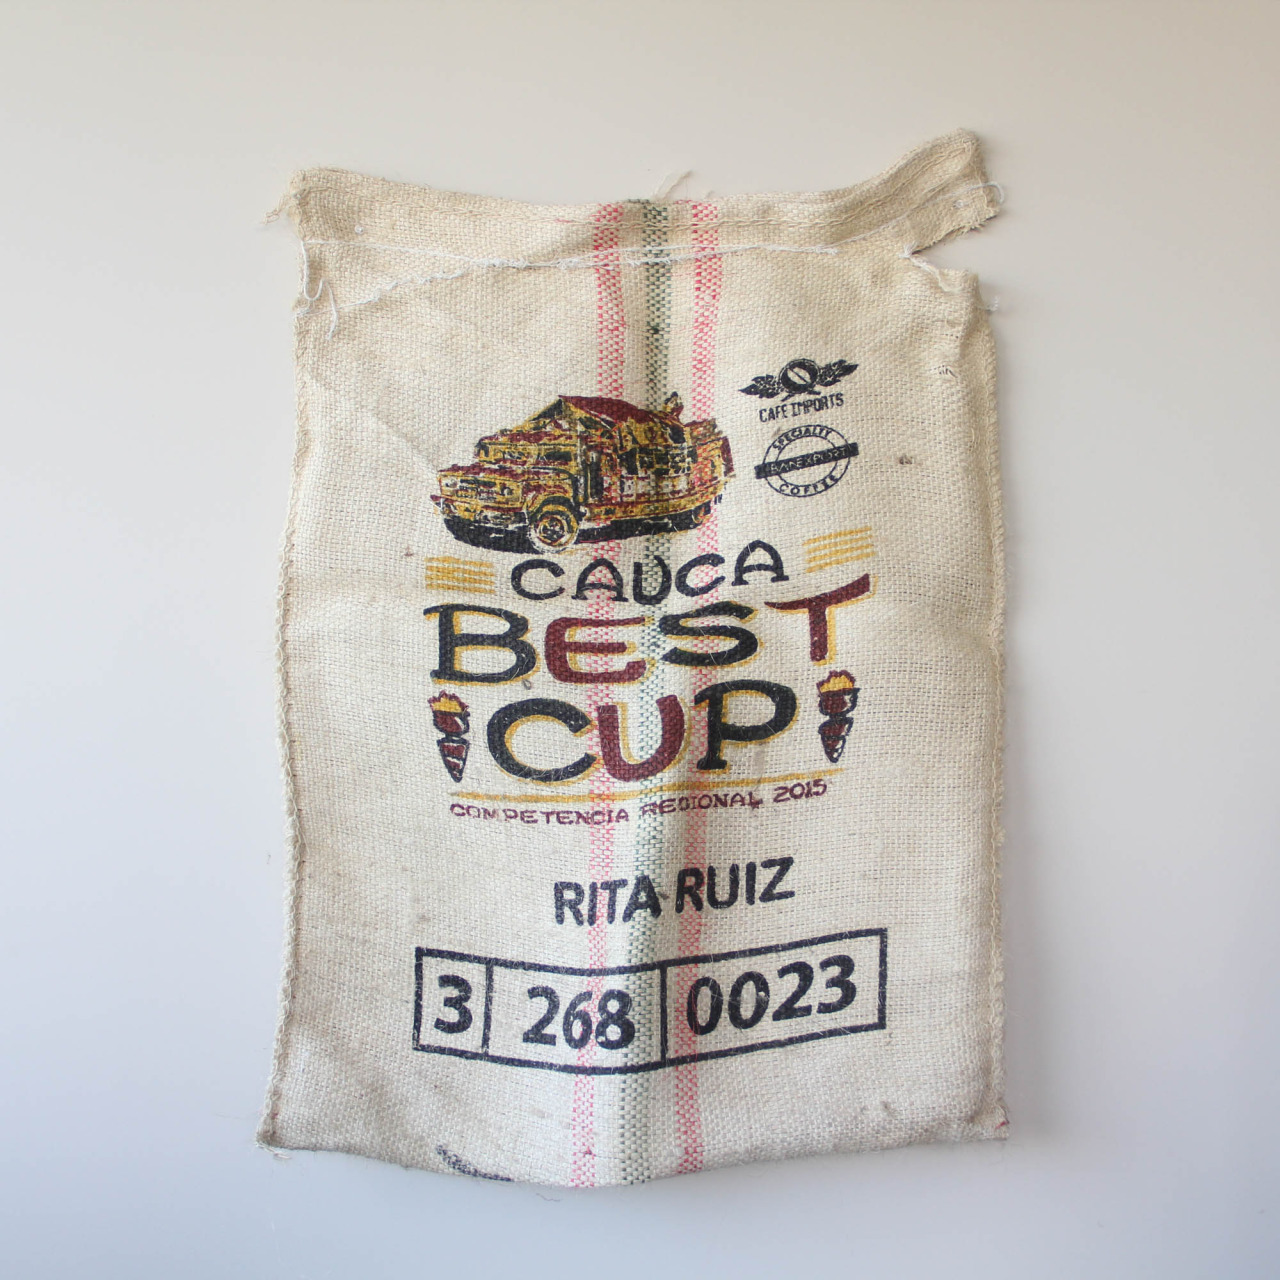 CAFE IMPORTS
SPECIALTY
BANEXPORT
COFFEE
CAUCA
BEST
CUP
COMPETENCIA REGIONAL 2015
RITA RUIZ
3 268 0023